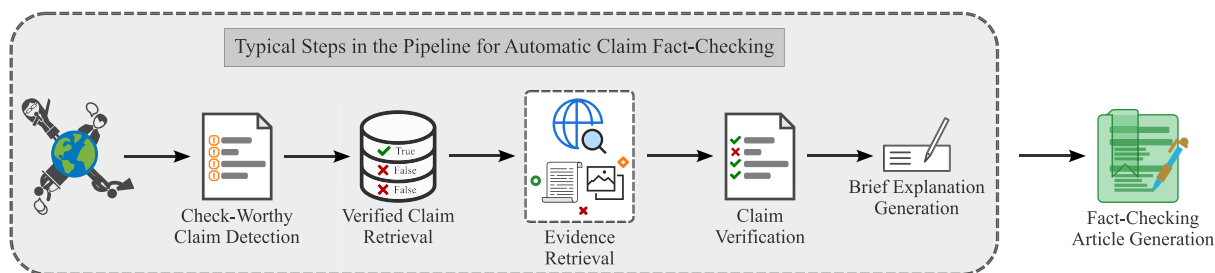 Typical Steps in the Pipeline for Automatic Claim Fact-Checking
True
False
False
Check-Worthy
Claim Detection
Verified Claim
Retrieval
Evidence
Retrieval
Claim
Verification
Brief Explanation
Generation
Fact-Checking
Article Generation